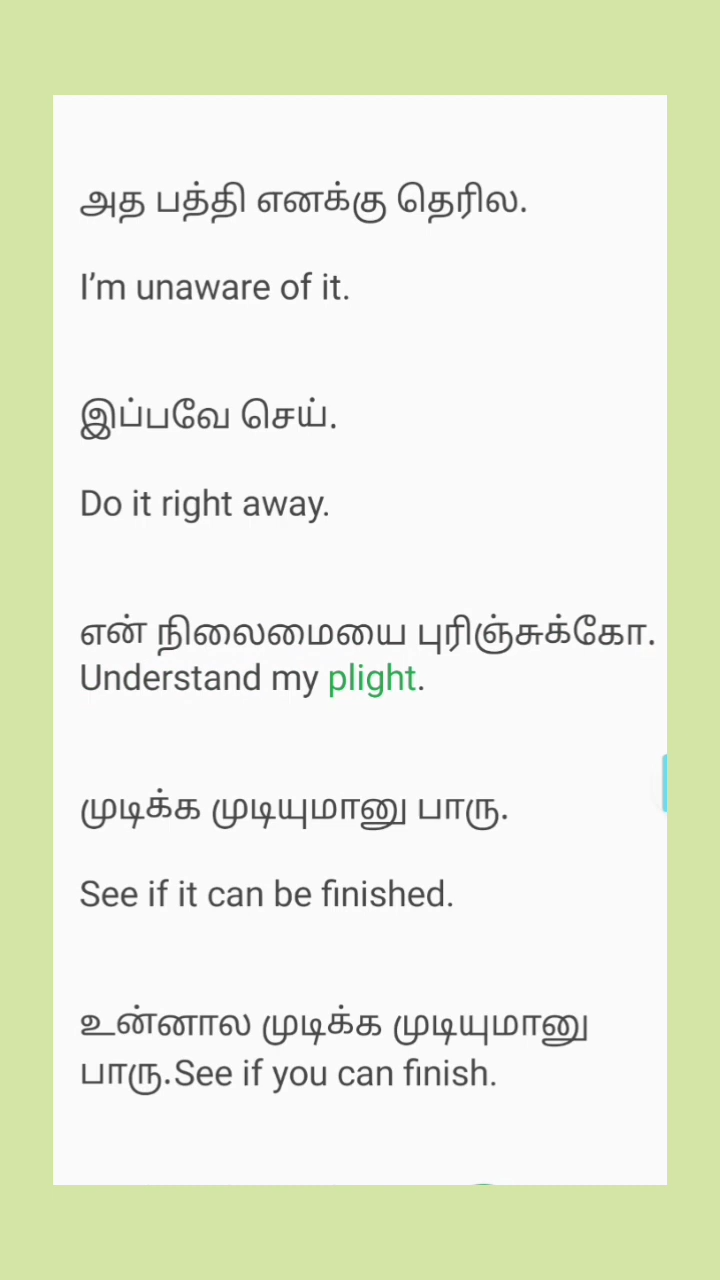 அத பத்தி எனக்கு தெரில.
I’m unaware of it.
இப்பவே செய்.
Do it right away.
என் நிலைமையை புரிஞ்சுக்கோ.
Understand my plight.
முடிக்க முடியுமானு பாரு.
See if it can be finished.
உன்னால முடிக்க முடியுமானு
பாரு.See if you can finish.